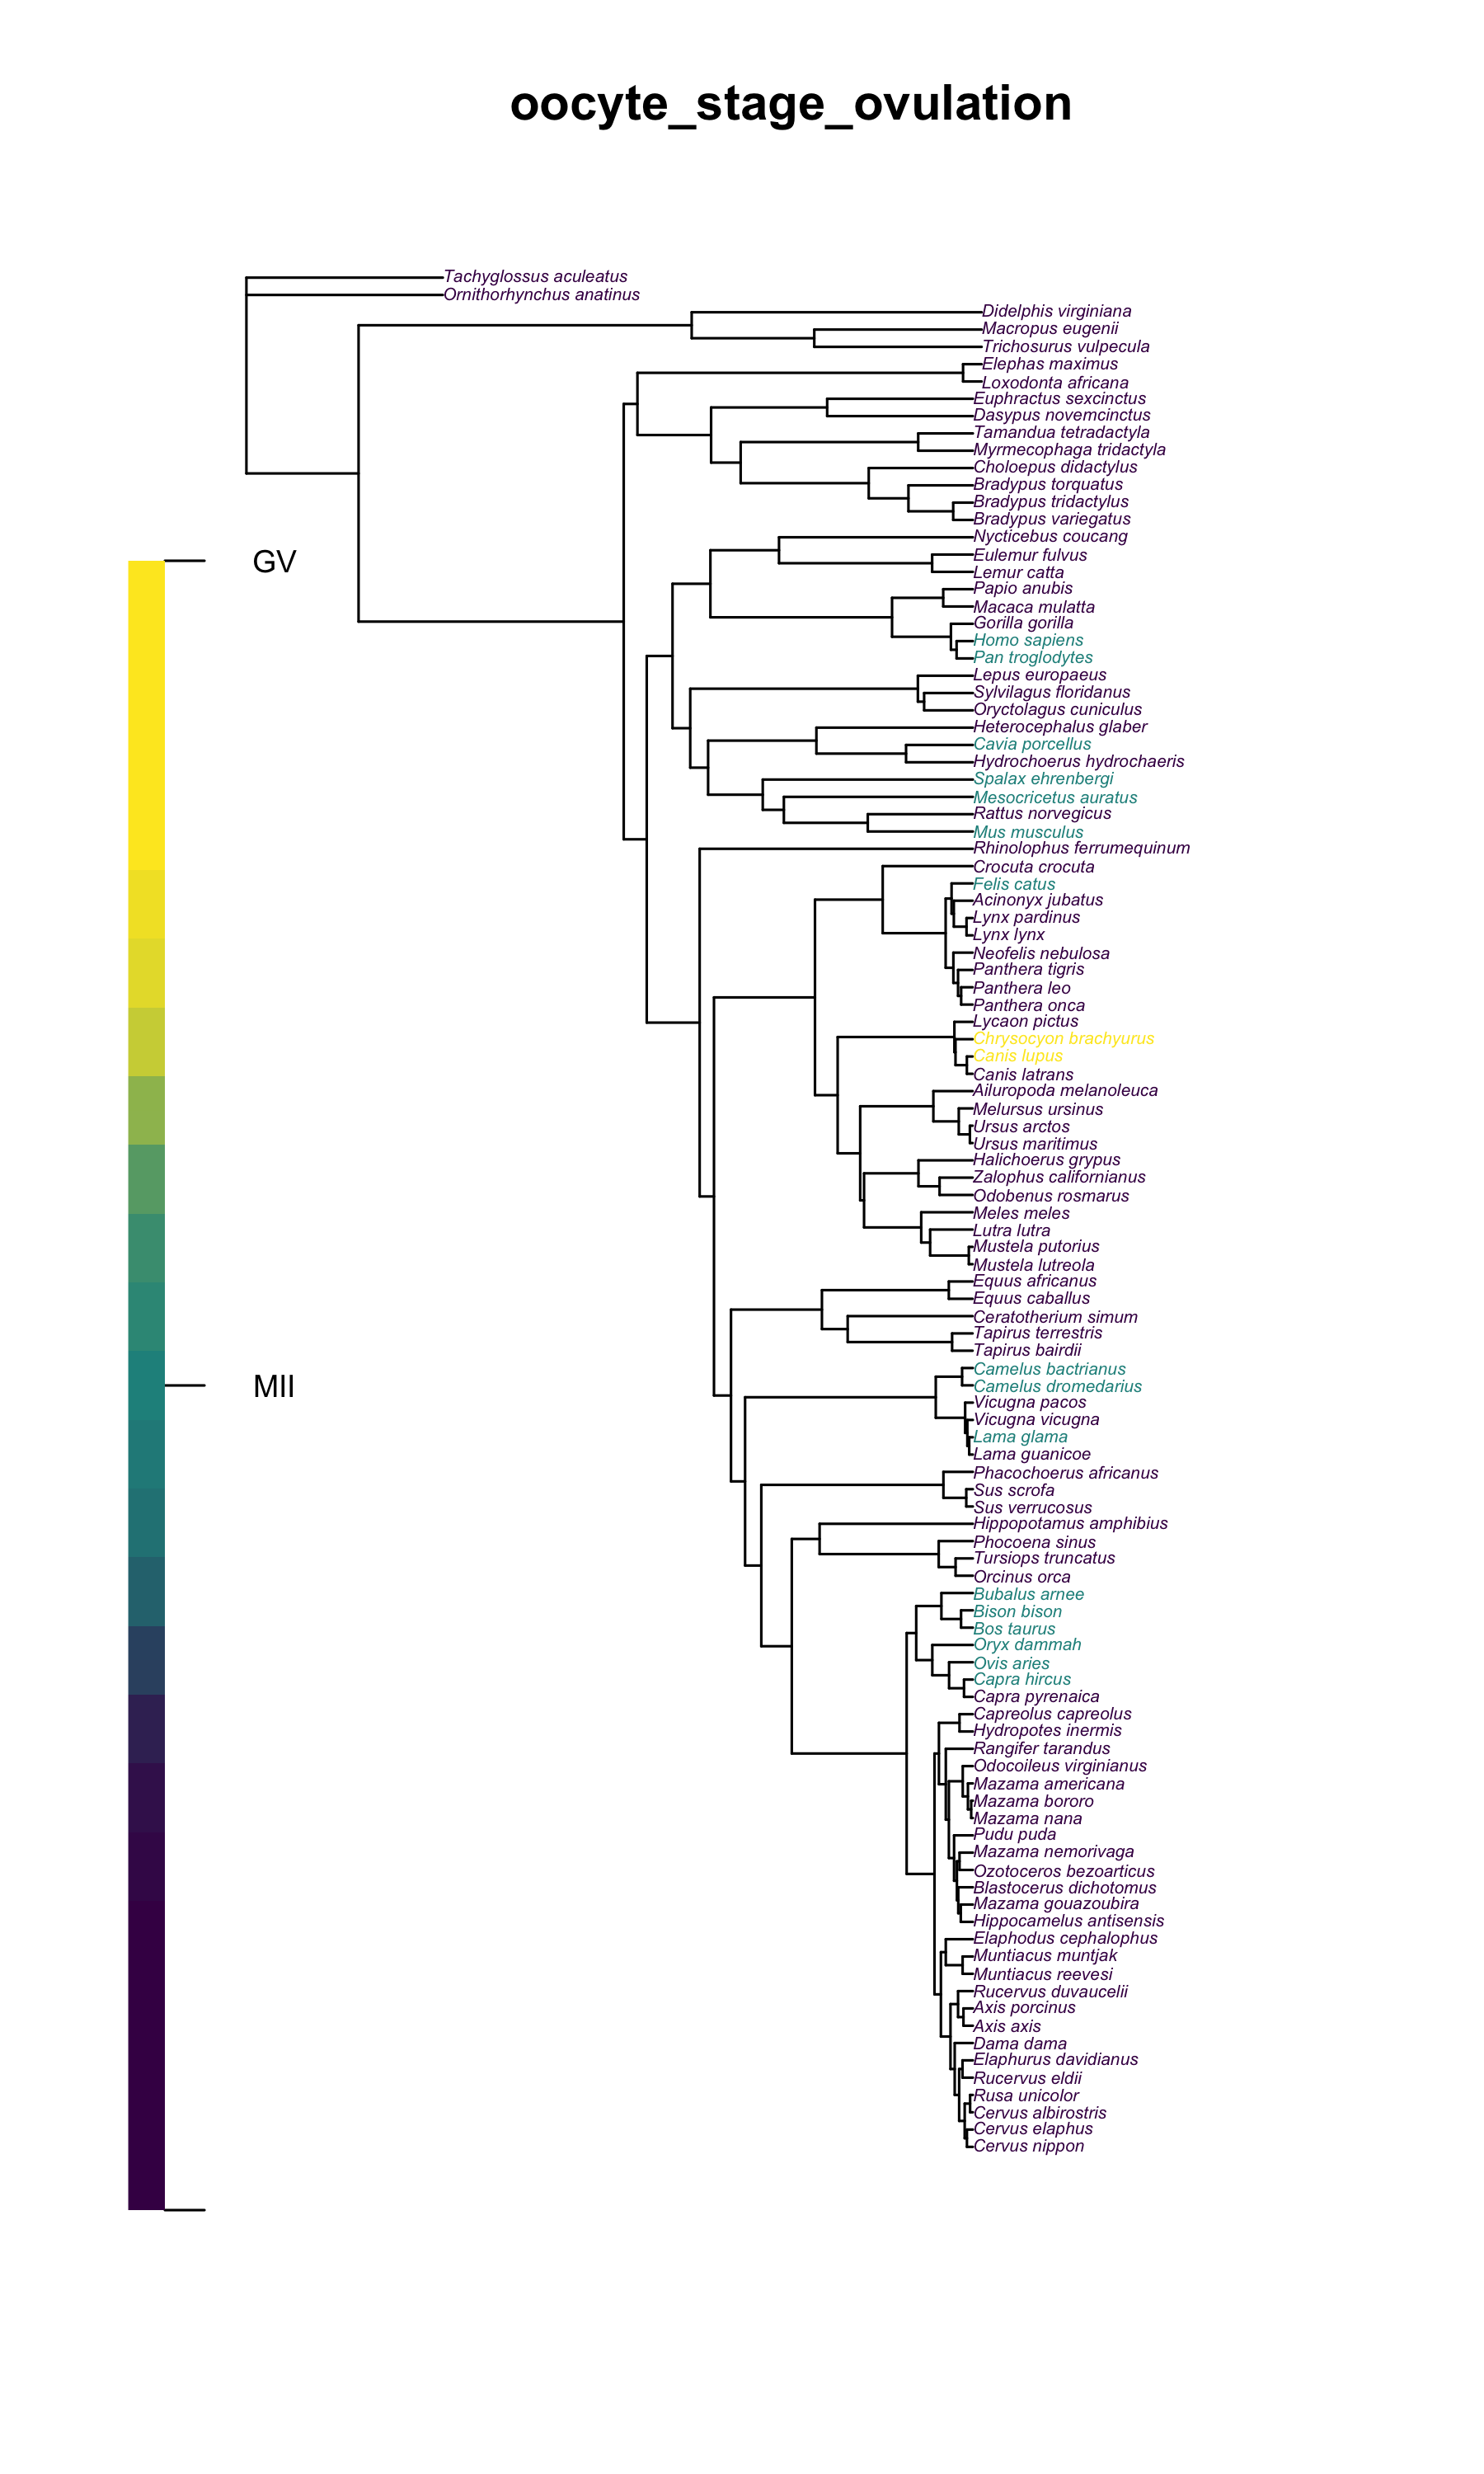 oocyte_stage_ovulation
Tachyglossus aculeatus
Ornithorhynchus anatinus
Didelphis virginiana
Macropus eugenii
Trichosurus vulpecula
Elephas maximus
Loxodonta africana
Euphractus sexcinctus
Dasypus novemcinctus
Tamandua tetradactyla
Myrmecophaga tridactyla
Choloepus didactylus
Bradypus torquatus
Bradypus tridactylus
Bradypus variegatus
Nycticebus coucang
Eulemur fulvus
GV
Lemur catta
Papio anubis
Macaca mulatta
Gorilla gorilla
Homo sapiens
Pan troglodytes
Lepus europaeus
Sylvilagus floridanus
Oryctolagus cuniculus
Heterocephalus glaber
Cavia porcellus
Hydrochoerus hydrochaeris
Spalax ehrenbergi
Mesocricetus auratus
Rattus norvegicus
Mus musculus
Rhinolophus ferrumequinum
Crocuta crocuta
Felis catus
Acinonyx jubatus
Lynx pardinus
Lynx lynx
Neofelis nebulosa
Panthera tigris
Panthera leo
Panthera onca
Lycaon pictus
Chrysocyon brachyurus
Canis lupus
Canis latrans
Ailuropoda melanoleuca
Melursus ursinus
Ursus arctos
Ursus maritimus
Halichoerus grypus
Zalophus californianus
Odobenus rosmarus
Meles meles
Lutra lutra
Mustela putorius
Mustela lutreola
Equus africanus
Equus caballus
Ceratotherium simum
Tapirus terrestris
Tapirus bairdii
Camelus bactrianus
MII
Camelus dromedarius
Vicugna pacos
Vicugna vicugna
Lama glama
Lama guanicoe
Phacochoerus africanus
Sus scrofa
Sus verrucosus
Hippopotamus amphibius
Phocoena sinus
Tursiops truncatus
Orcinus orca
Bubalus arnee
Bison bison
Bos taurus
Oryx dammah
Ovis aries
Capra hircus
Capra pyrenaica
Capreolus capreolus
Hydropotes inermis
Rangifer tarandus
Odocoileus virginianus
Mazama americana
Mazama bororo
Mazama nana
Pudu puda
Mazama nemorivaga
Ozotoceros bezoarticus
Blastocerus dichotomus
Mazama gouazoubira
Hippocamelus antisensis
Elaphodus cephalophus
Muntiacus muntjak
Muntiacus reevesi
Rucervus duvaucelii
Axis porcinus
Axis axis
Dama dama
Elaphurus davidianus
Rucervus eldii
Rusa unicolor
Cervus albirostris
Cervus elaphus
Cervus nippon